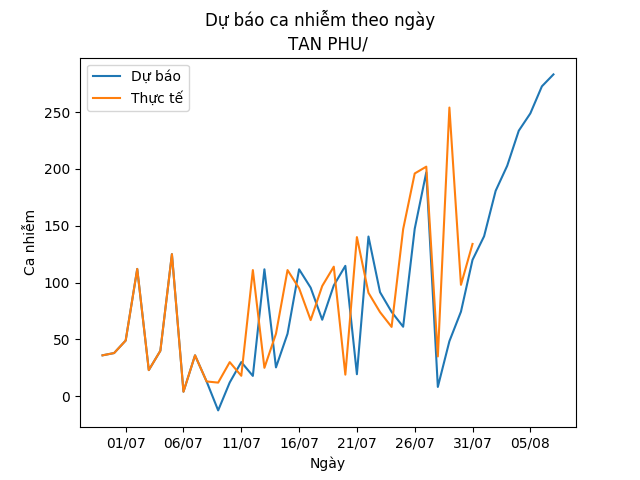 Dự báo ca nhiễm theo ngày
TAN PHU/
Dự báo
Thực tế
Ca nhiễm
250
200
150
100
50
0
01/07 06/07 11/07 16/07 21/07 26/07 31/07 05/08
Ngày